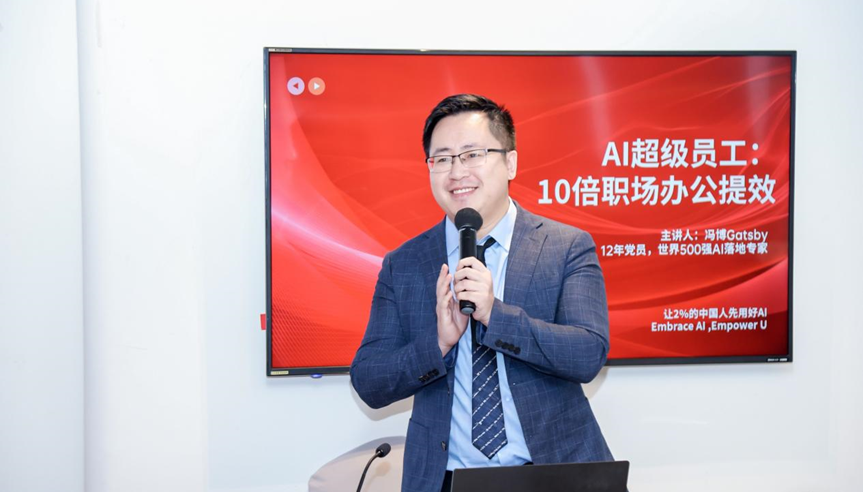 AI超级员工：
10倍职场办公提效
主讲人：冯博Gatsby
12年党员，世界500强AI落地专家
让2%的中国人先用好AI
Embrace AI ,Empower U